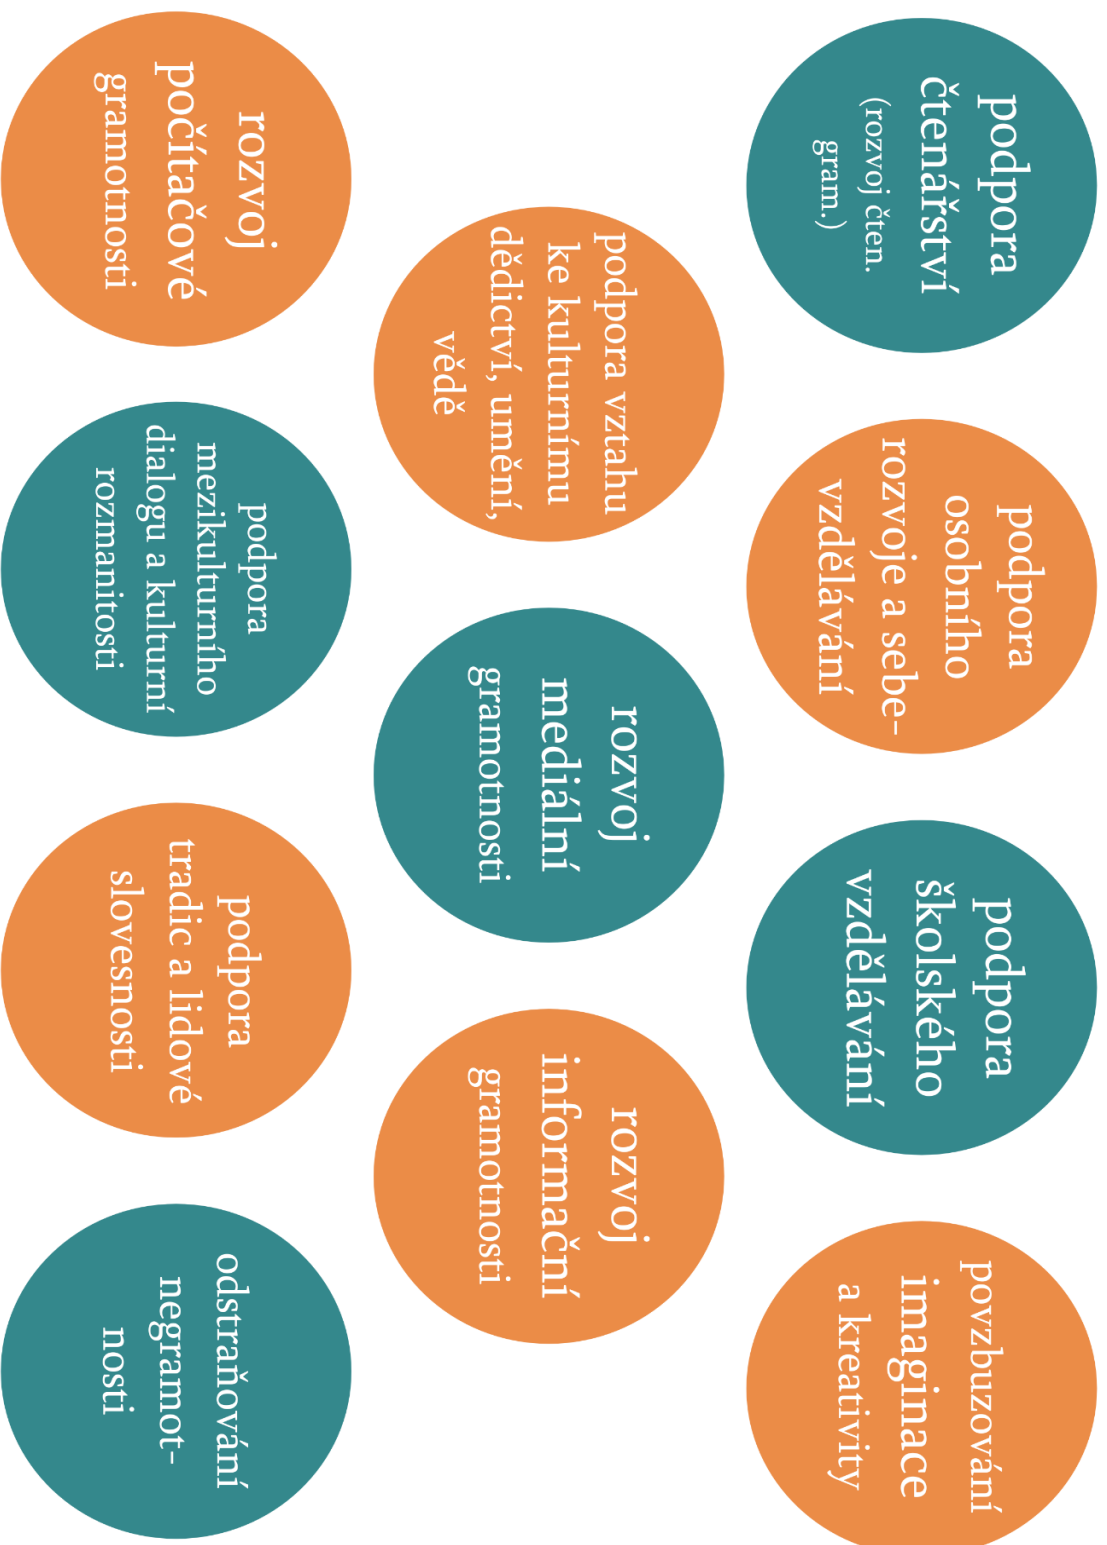 podpora
čtenářství
(rozvoj čten.
gram.)
podpora
osobního
rozvoje a sebe-
vzdělávání
podpora
školského
vzdělávání
povzbuzování
imaginace
a kreativity
podpora vztahu
ke kulturnímu
dědictví, umění,
vědě
rozvoj
mediální
gramotnosti
rozvoj
informační
gramotnosti
rozvoj
počítačové
gramotnosti
podpora
mezikulturního
dialogu a kulturní
rozmanitosti
podpora
tradic a lidové
slovesnosti
odstraňování
negramot-
nosti